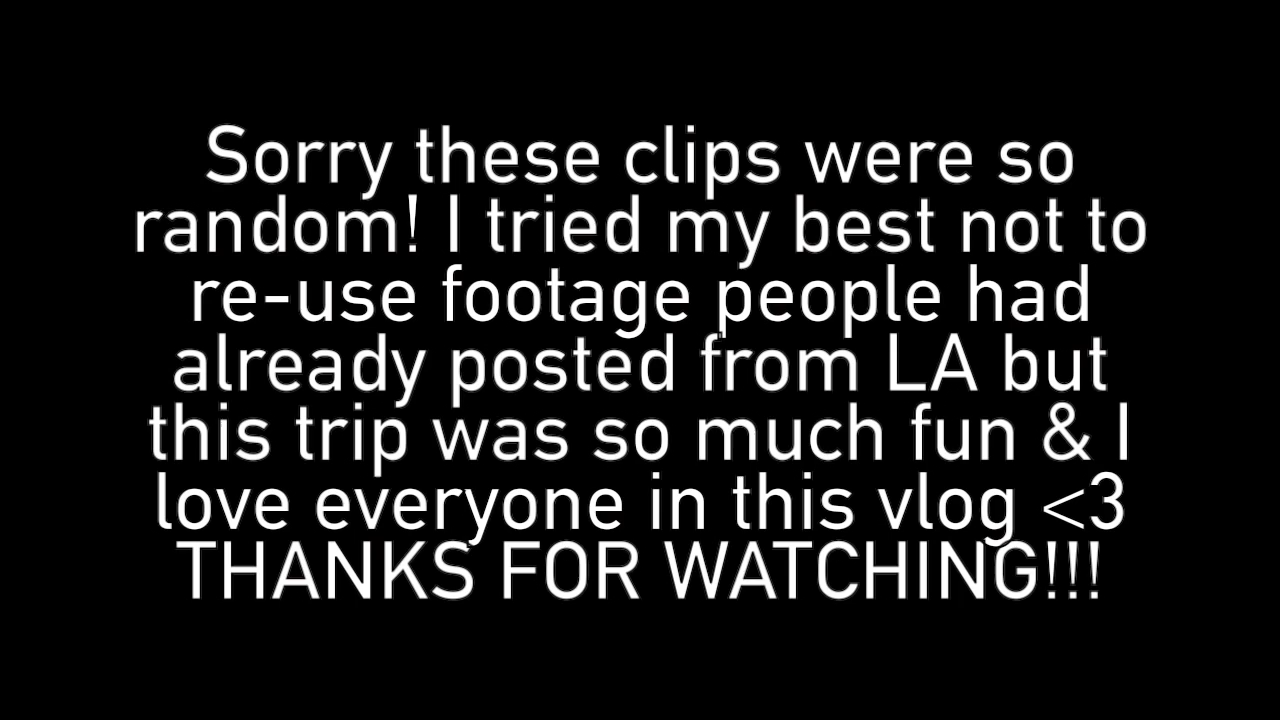 Sorry these clips were so
random! I tried my best not to
re-use footage people had
already posted from LA but
this trip was so much fun & I
love everyone in this vlog <3
THANKS FOR WATCHING!!!